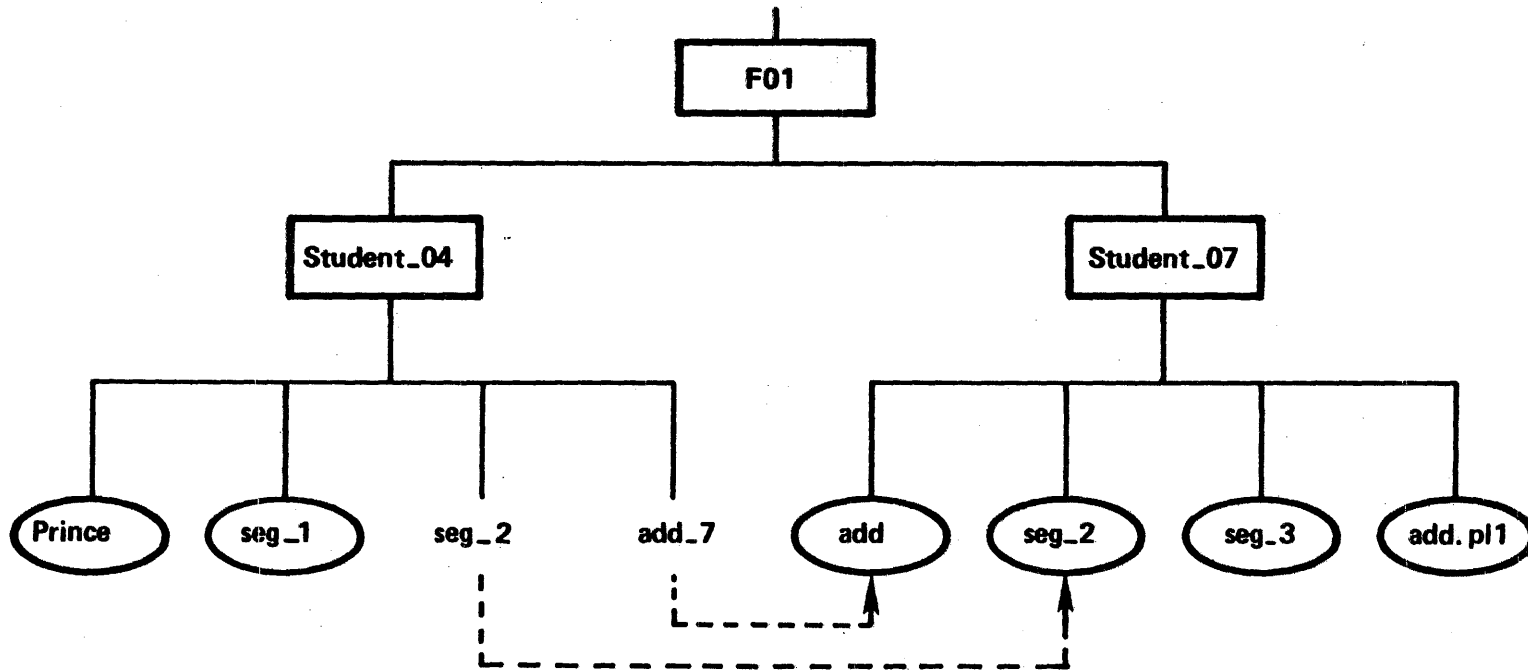 F01
Student_04
Student_07
Prince
seg_1
seg_2
add_7
add
seg_2
seg_3
add.pl1